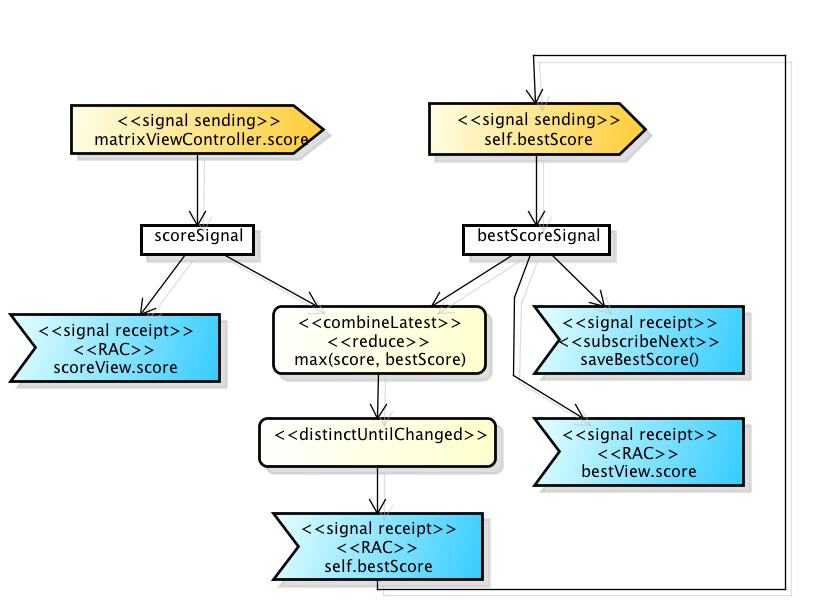 <<signal sending>>
matrixViewController.score
<<signal sending>>
self.bestScore
scoreSignal
bestScoreSignal
<<signal receipt>>
<<RAC>>
scoreView.score
<<combineLatest>>
<<reduce>>
max(score, bestScore)
<<signal receipt>>
<<subscribeNext>>
saveBestScore()
<<distinctUntilChanged>>
<<signal receipt>>
<<RAC>>
bestView.score
<<signal receipt>>
<<RAC>>
self.bestScore